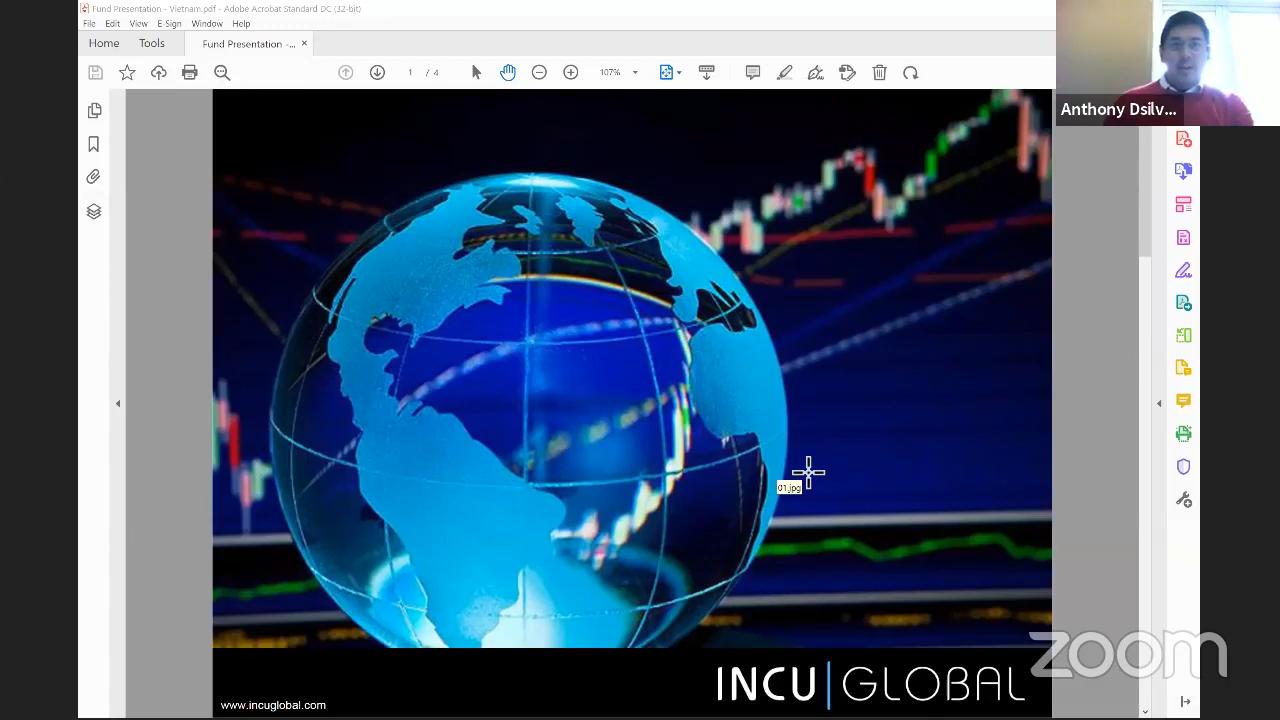 Fund Presentation - Vietnam.pdf - Adobe Acrobat Standard DC (32-bit)
File Edit View E-Sign Window Help
Home Tools Fund Presentation -... ×
1 / 4 107%
Anthony Dsilv...
01.jpg
zoom
INCU|GLOBAL
www.incuglobal.com